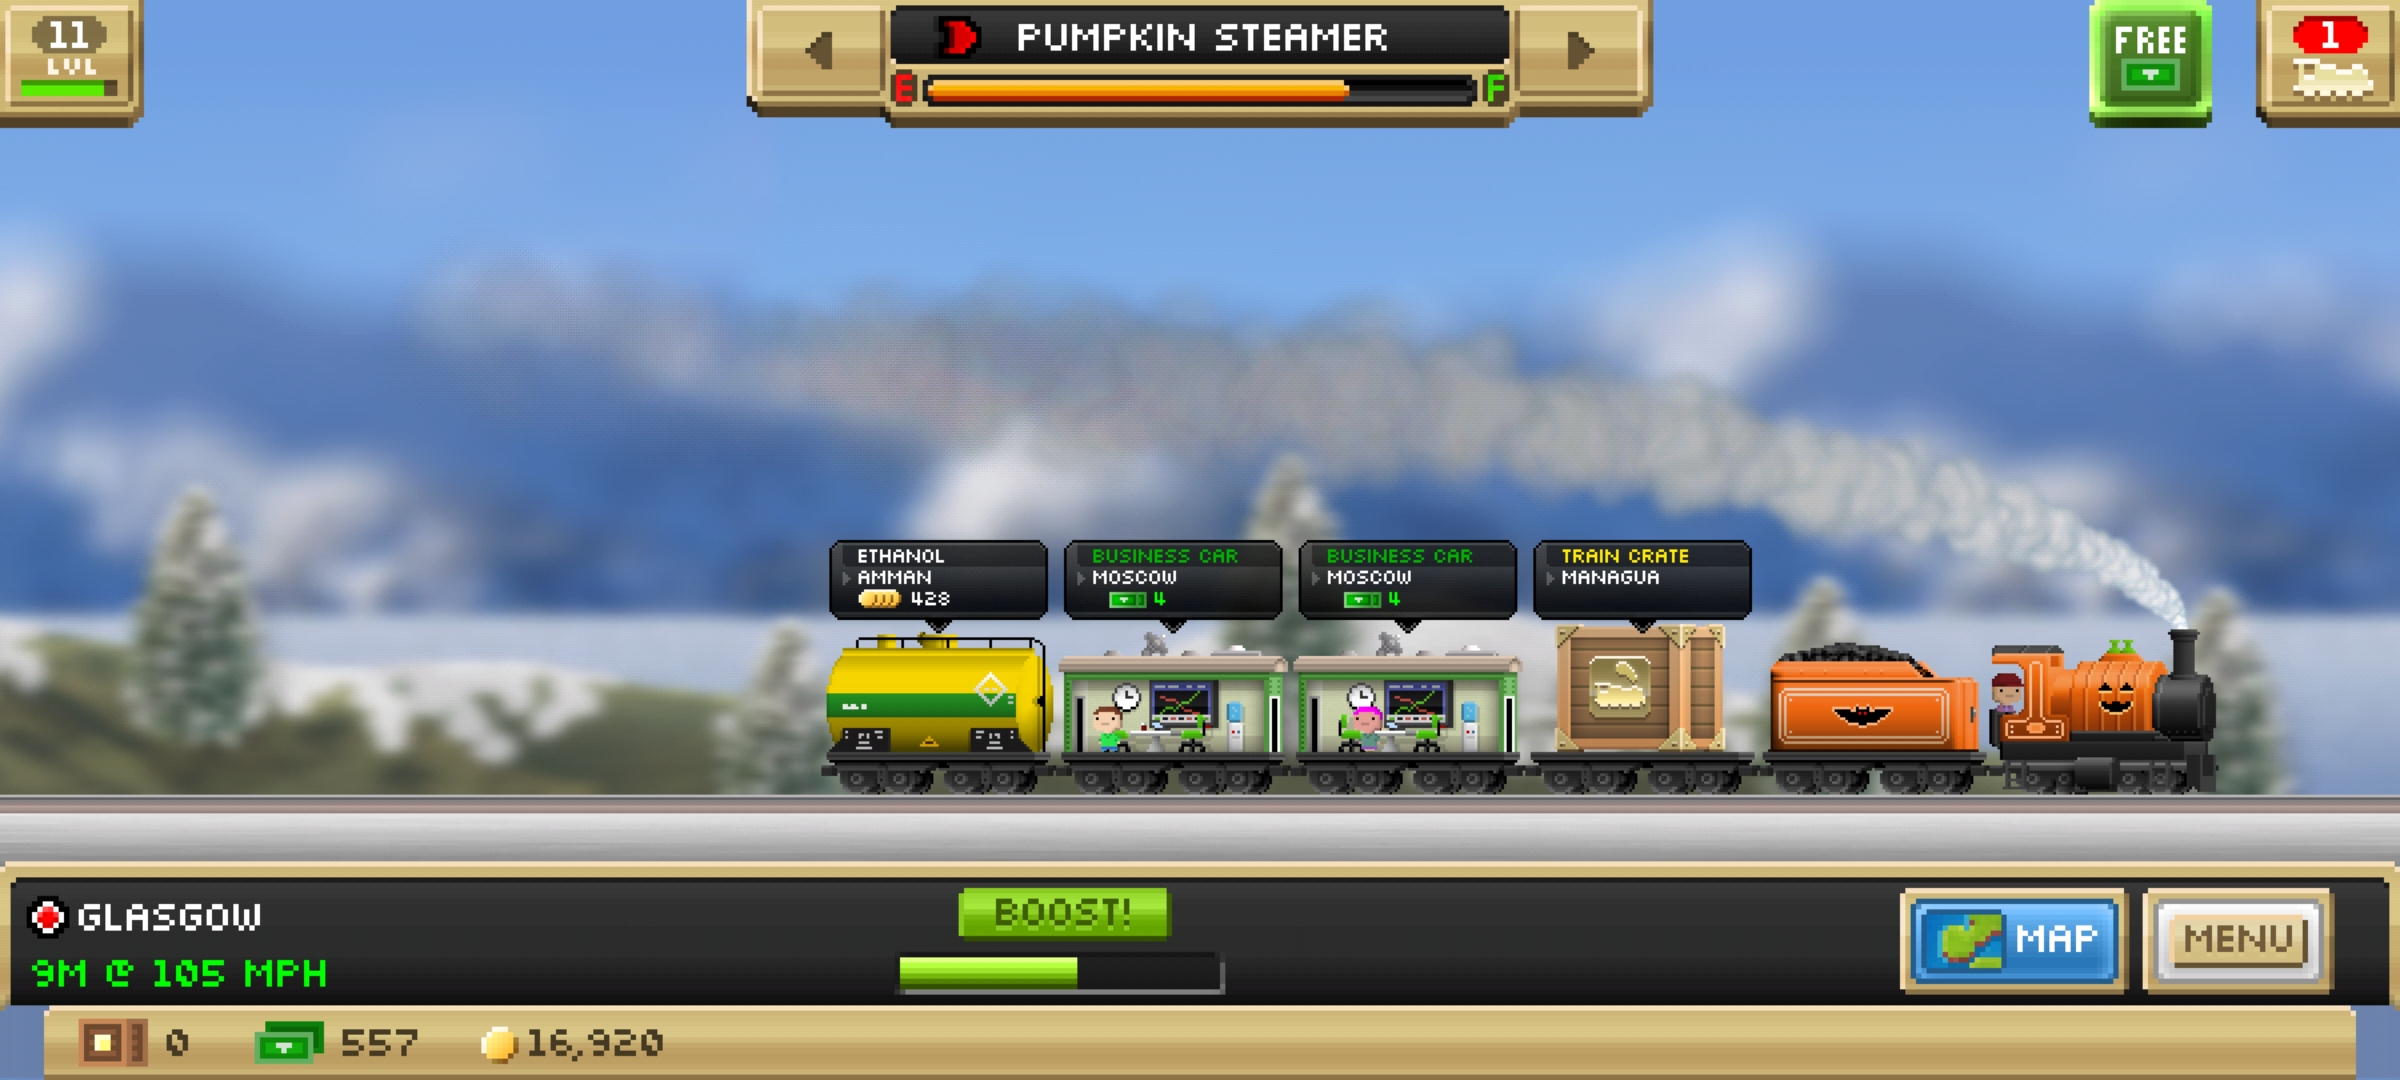 11
LVL
PUMPKIN STEAMER
E
F
FREE
1
ETHANOL
AMMAN
428
BUSINESS CAR
MOSCOW
4
BUSINESS CAR
MOSCOW
4
TRAIN CRATE
MANAGUA
GLASGOW
9M @ 105 MPH
BOOST!
MAP
MENU
0
557
16,920